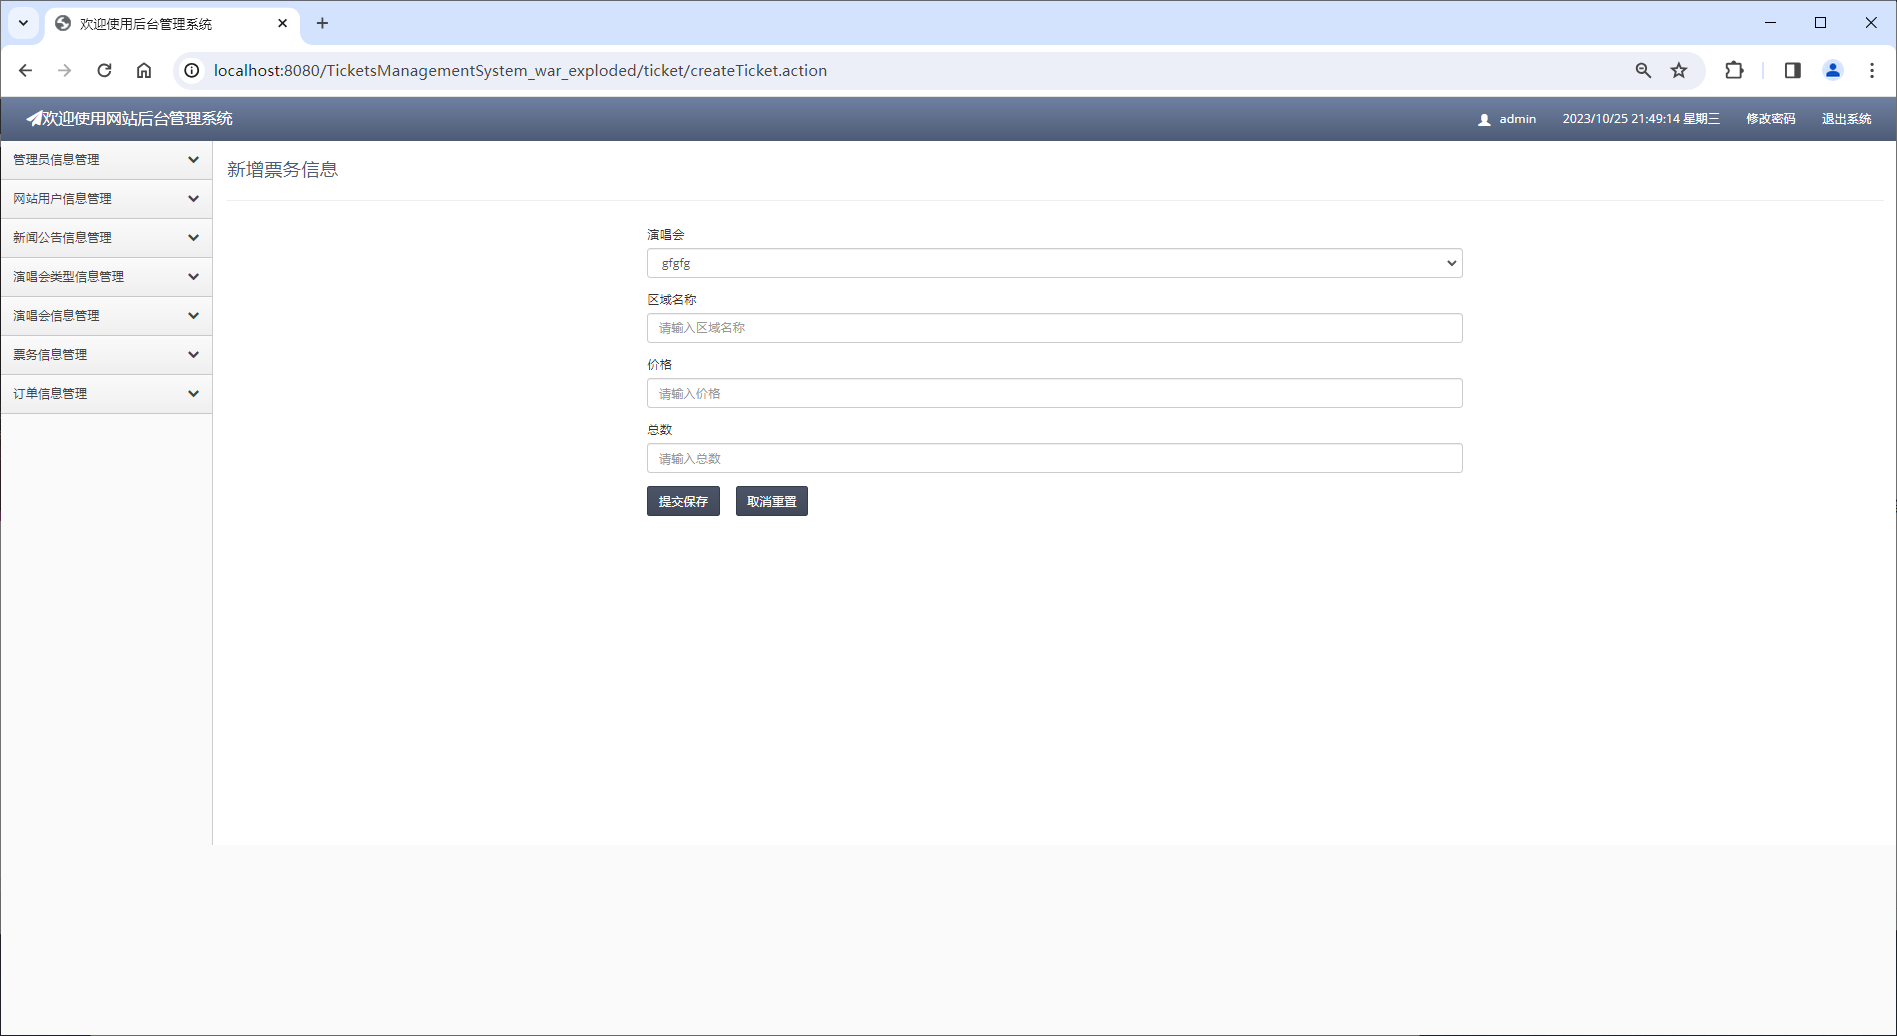 欢迎使用后台管理系统
localhost:8080/TicketsManagementSystem_war_exploded/ticket/createTicket.action
欢迎使用网站后台管理系统
admin 2023/10/25 21:49:14 星期三 修改密码 退出系统
管理员信息管理
网站用户信息管理
新闻公告信息管理
演唱会类型信息管理
演唱会信息管理
票务信息管理
订单信息管理
新增票务信息
演唱会
gfgfg
区域名称
请输入区域名称
价格
请输入价格
总数
请输入总数
提交保存 取消重置